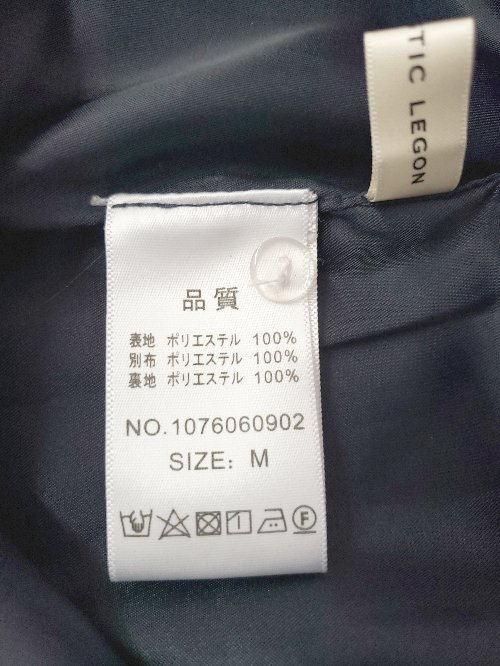 TIC LEGON
品質
表地 ポリエステル 100%
別布 ポリエステル 100%
裏地 ポリエステル 100%
NO.1076060902
SIZE: M
F